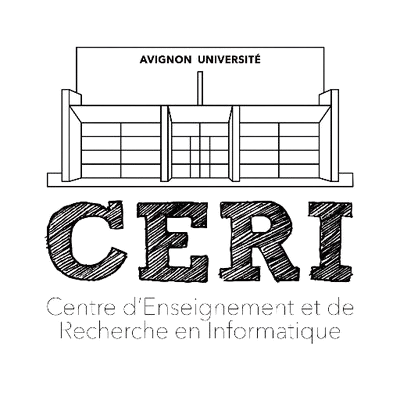 AVIGNON UNIVERSITÉ
CERI
Centre d'Enseignement et de
Recherche en Informatique